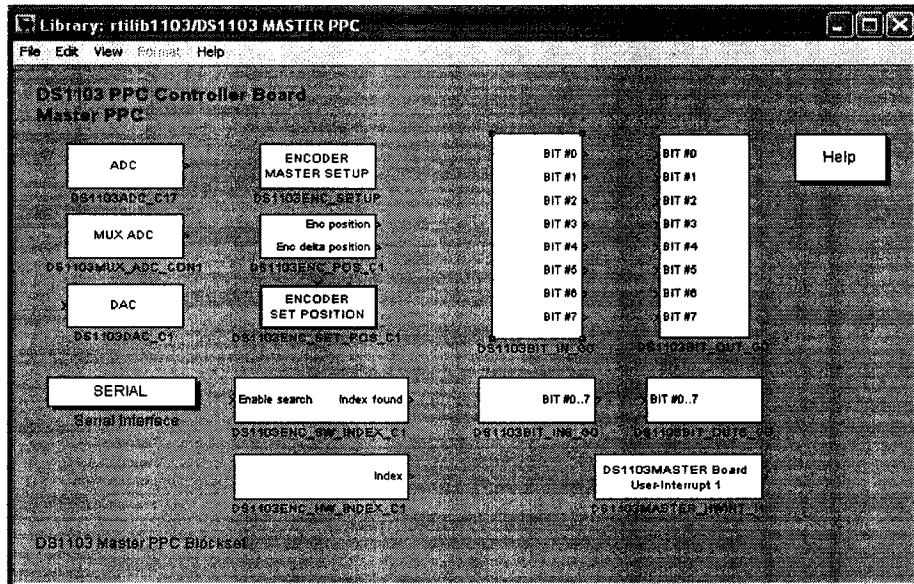 Library: rtilib1103/DS1103 MASTER PPC
File Edit View Format Help
DS1103 PPC Controller Board
Master PPC
ADC
DS1103ADC_C17
MUX ADC
DS1103MUX_ADC_CON1
DAC
DS1103DAC_C1
SERIAL
Serial Interface
ENCODER
MASTER SETUP
DS1103ENC_SETUP
Enc position
Enc delta position
DS1103ENC_POS_C1
ENCODER
SET POSITION
DS1103ENC_SET_POS_C1
Enable search Index found
DS1103ENC_SW_INDEX_C1
Index
DS1103ENC_HW_INDEX_C1
BIT #0
BIT #1
BIT #2
BIT #3
BIT #4
BIT #5
BIT #6
BIT #7
DS1103BIT_IN_G0
BIT #0
BIT #1
BIT #2
BIT #3
BIT #4
BIT #5
BIT #6
BIT #7
DS1103BIT_OUT_G0
BIT #0..7
DS1103BIT_INS_G0
BIT #0..7
DS1103BIT_OUTS_G0
DS1103MASTER Board
User-Interrupt 1
DS1103MASTER_HWINT_I1
Help
DS1103 Master PPC Blockset